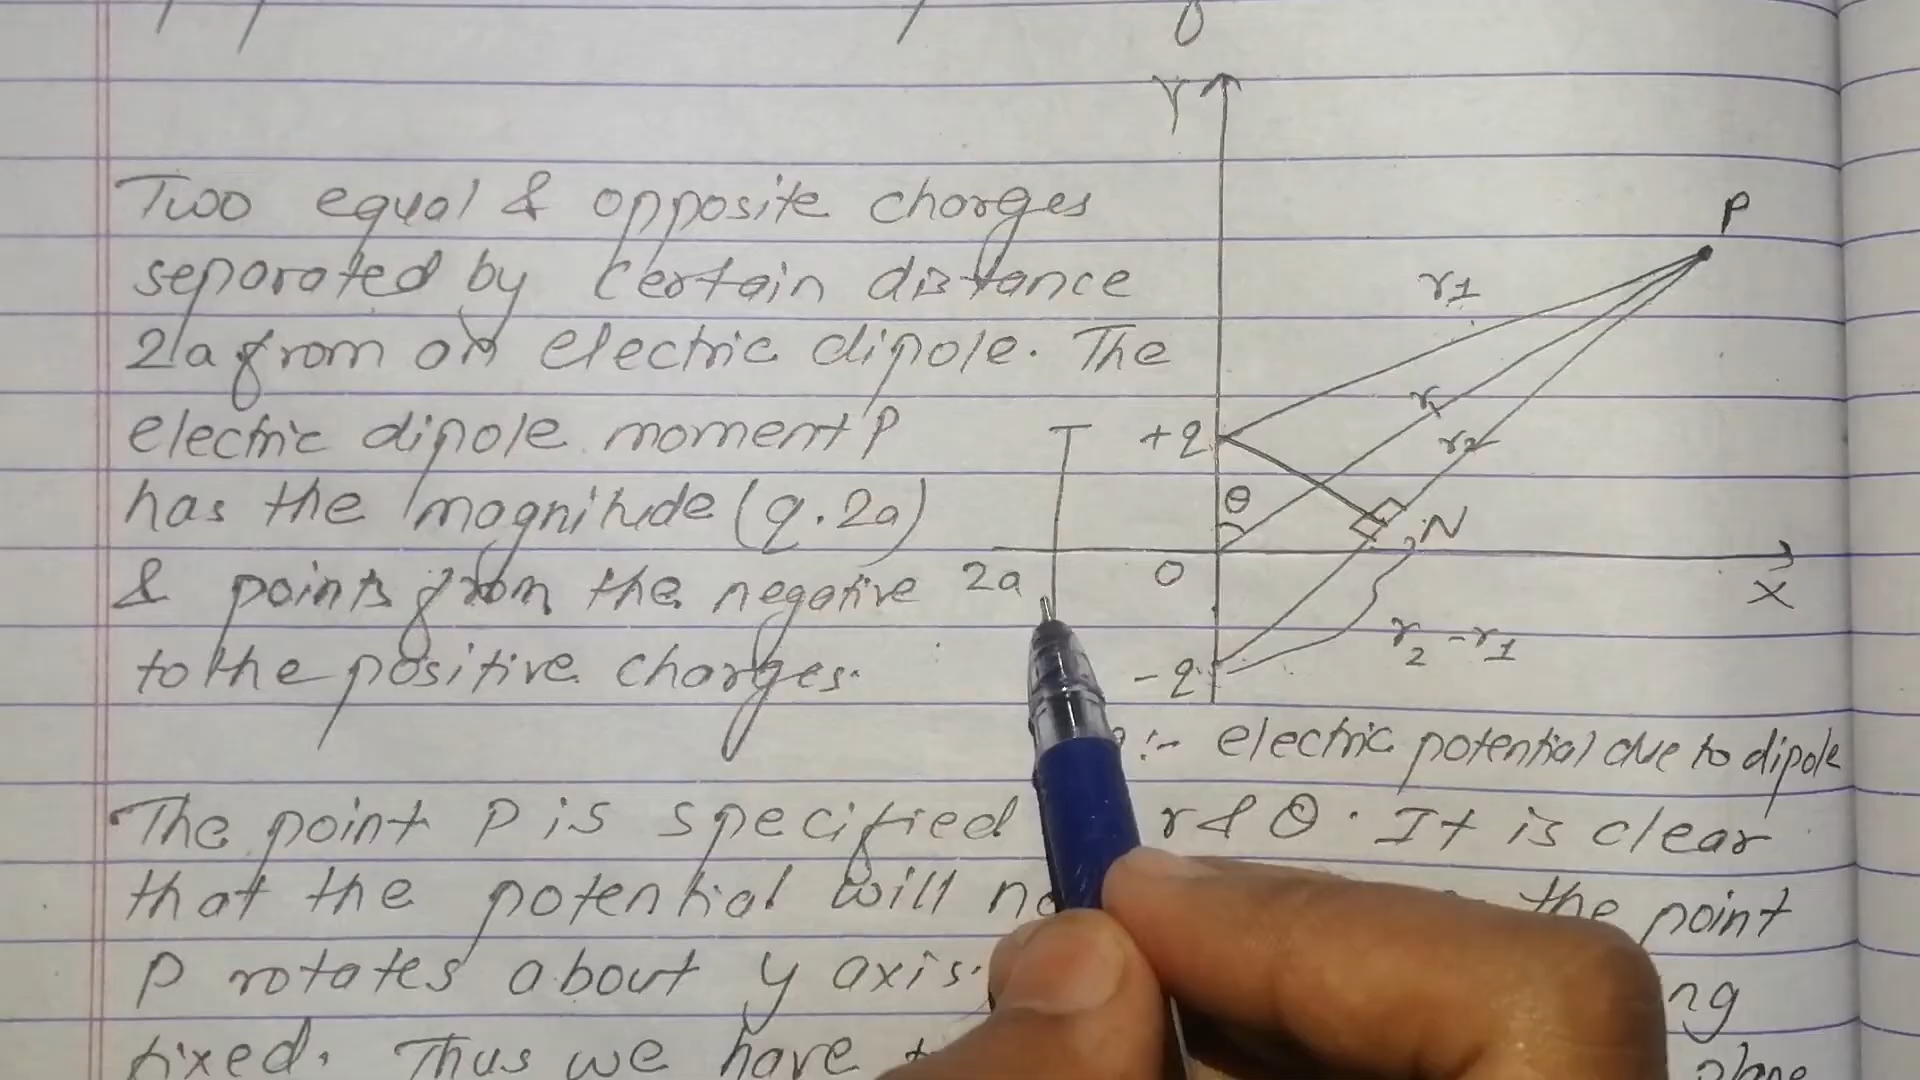 Y
P
Two equal & opposite charges
separated by certain distance
2a from an electric dipole. The
electric dipole moment P
has the magnitude (q.2a)
& points from the negative
to the positive charges.
r1
r
r2
+q
θ
N
2a
O
X
r2-r1
-q
:- electric potential due to dipole
The point P is specified r & θ. It is clear
that the potential will the point
P rotates about y axis,
fixed. Thus we have plane